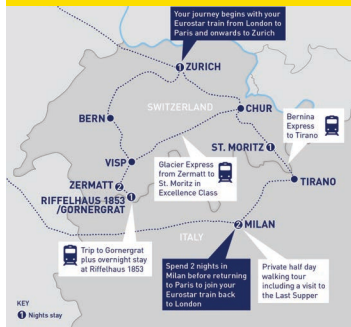 Your journey begins with your
Eurostar train from London to
Paris and onwards to Zurich
1 ZURICH
SWITZERLAND
CHUR
BERN
Bernina
Express
to Tirano
ST. MORITZ 1
VISP
Glacier Express
from Zermatt to
St. Moritz in
Excellence Class
ZERMATT 2
RIFFELHAUS 1853
/GORNERGRAT 1
TIRANO
2 MILAN
ITALY
Trip to Gornergrat
plus overnight stay
at Riffelhaus 1853
Spend 2 nights in
Milan before returning
to Paris to join your
Eurostar train back
to London
Private half day
walking tour
including a visit to
the Last Supper
KEY
1 Nights stay